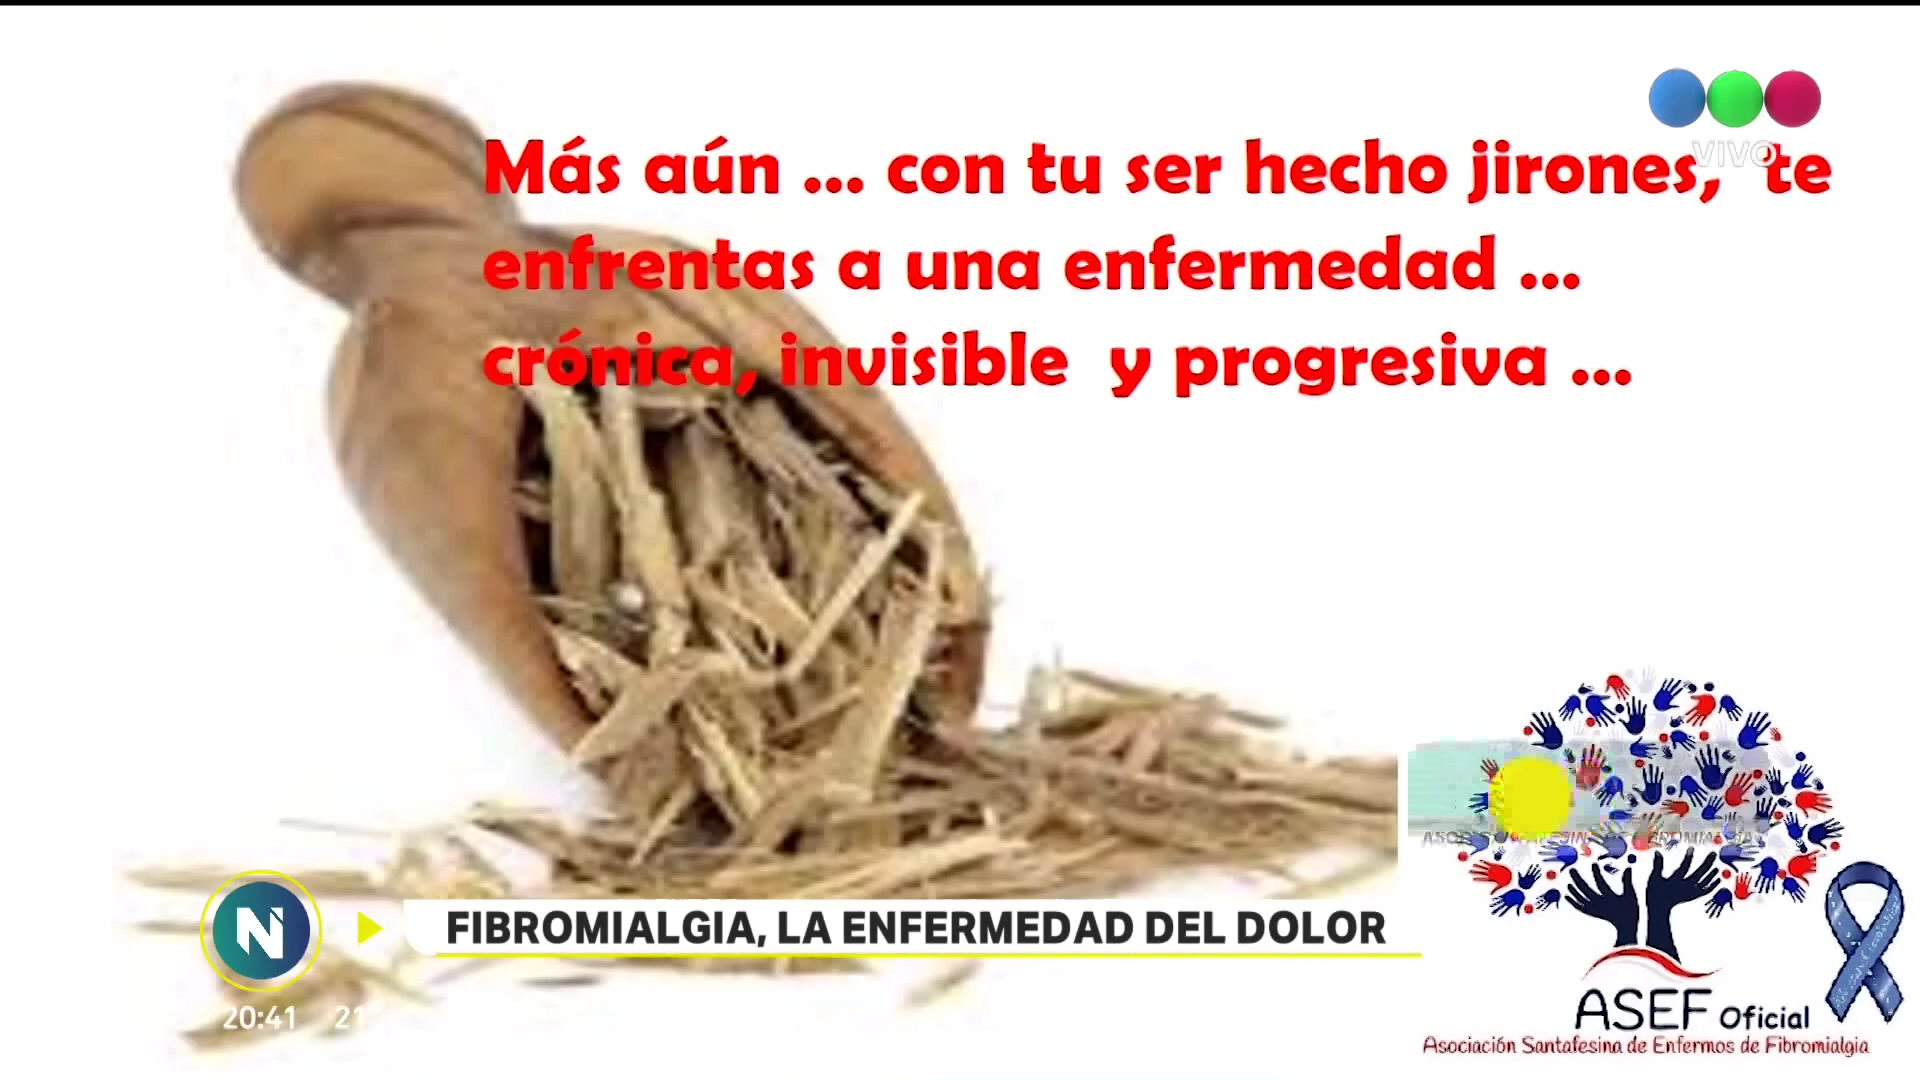 VIVO
Más aún ... con tu ser hecho jirones, te
enfrentas a una enfermedad ...
crónica, invisible y progresiva ...
N
FIBROMIALGIA, LA ENFERMEDAD DEL DOLOR
20:41 21
ASEF Oficial
Asociación Santafesina de Enfermos de Fibromialgia